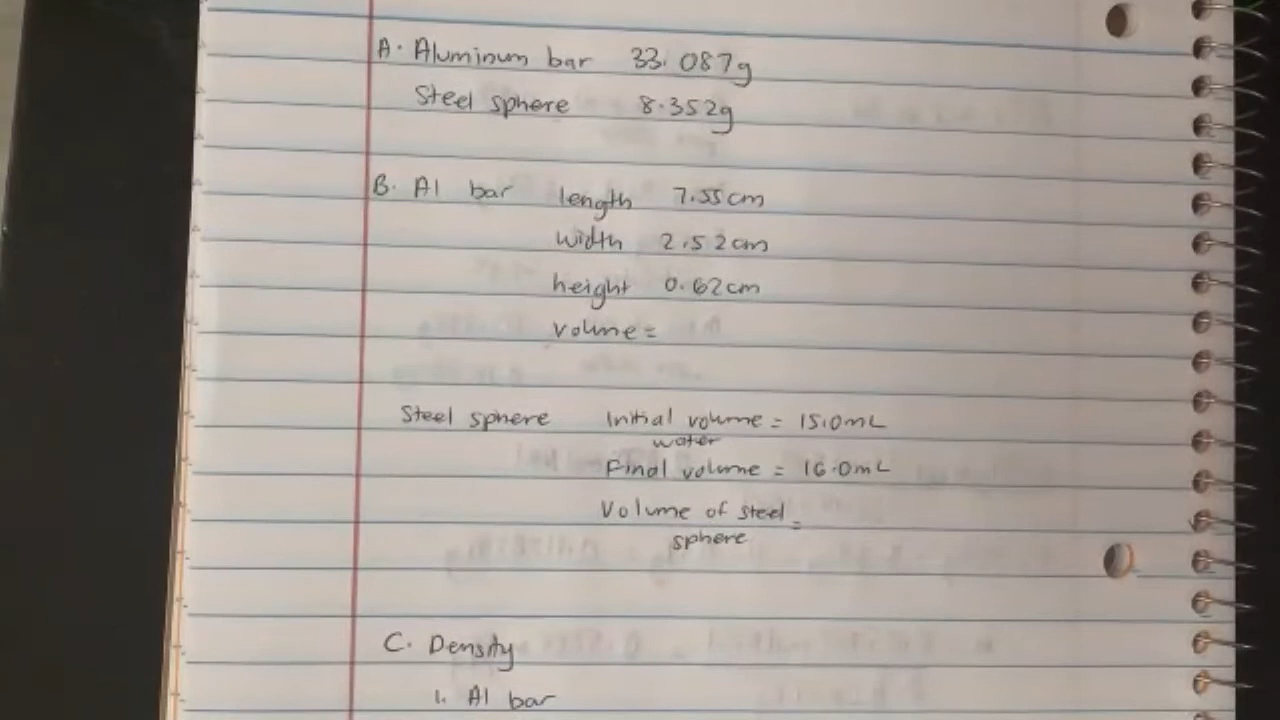 A. Aluminum bar 33.087g
Steel sphere 8.352g
B. Al bar length 7.55cm
width 2.52cm
height 0.62cm
volume=
Steel sphere Initial volume = 15.0mL
water
Final volume = 16.0mL
Volume of steel =
sphere
C. Density
1. Al bar